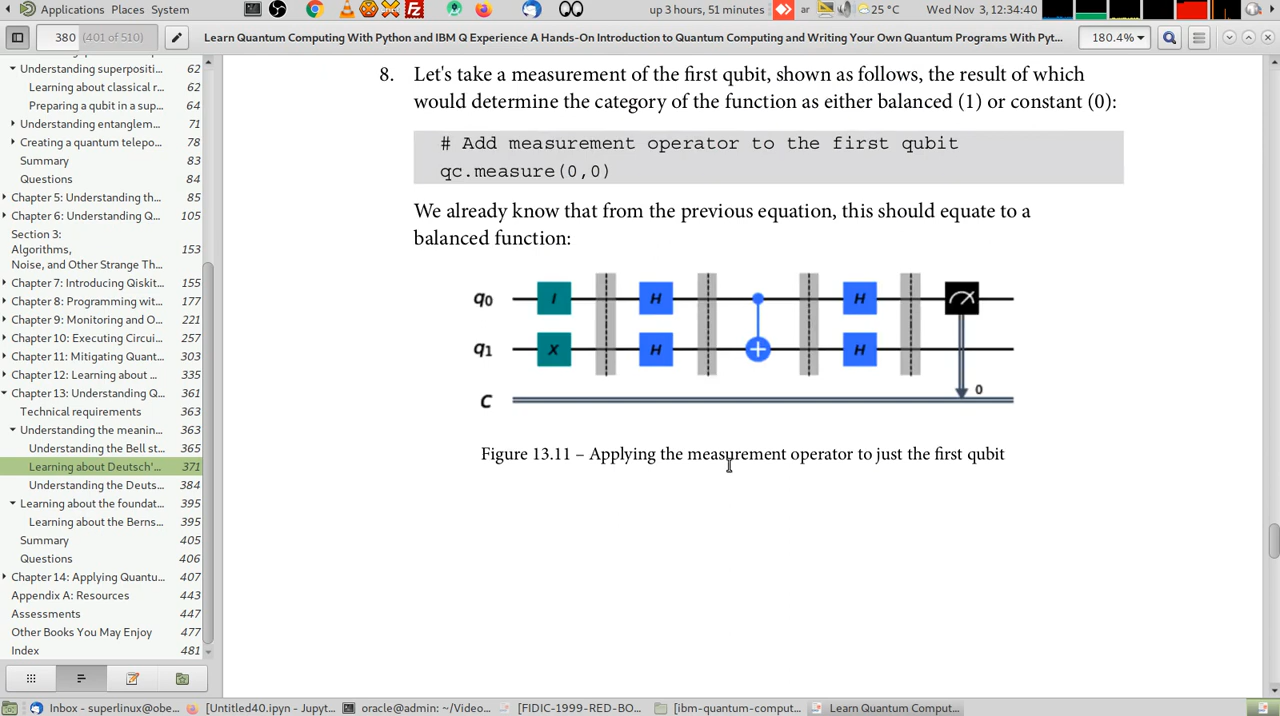 Applications Places System up 3 hours, 51 minutes 25 °C Wed Nov 3, 12:34:40
380 (401 of 510) Learn Quantum Computing With Python and IBM Q Experience A Hands-On Introduction to Quantum Computing and Writing Your Own Quantum Programs With Pyt... 180.4%
Understanding superpositi... 62
Learning about classical r... 62
Preparing a qubit in a sup... 64
Understanding entanglem... 71
Creating a quantum telepo... 78
Summary 83
Questions 84
Chapter 5: Understanding th... 85
Chapter 6: Understanding Q... 105
Section 3:
Algorithms, 153
Noise, and Other Strange Th...
Chapter 7: Introducing Qiskit... 155
Chapter 8: Programming wit... 177
Chapter 9: Monitoring and O... 221
Chapter 10: Executing Circui... 257
Chapter 11: Mitigating Quant... 303
Chapter 12: Learning about ... 335
Chapter 13: Understanding Q... 361
Technical requirements 363
Understanding the meanin... 363
Understanding the Bell st... 365
Learning about Deutsch'... 371
Understanding the Deuts... 384
Learning about the foundat... 395
Learning about the Berns... 395
Summary 405
Questions 406
Chapter 14: Applying Quantu... 407
Appendix A: Resources 443
Assessments 447
Other Books You May Enjoy 477
Index 481
8. Let's take a measurement of the first qubit, shown as follows, the result of which
would determine the category of the function as either balanced (1) or constant (0):
# Add measurement operator to the first qubit
qc.measure(0,0)
We already know that from the previous equation, this should equate to a
balanced function:
q0 I H H
q1 X H H
C 0
Figure 13.11 – Applying the measurement operator to just the first qubit
Inbox - superlinux@obe... [Untitled40.ipyn - Jupyt... oracle@admin: ~/Video... [FIDIC-1999-RED-BO... [ibm-quantum-comput... Learn Quantum Comput...